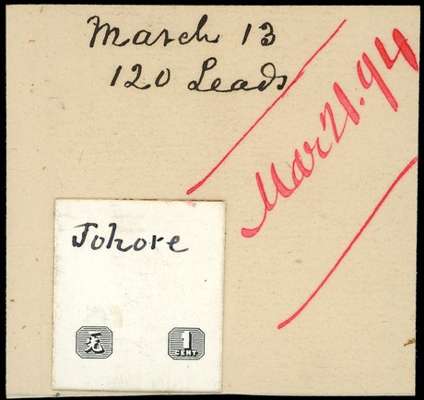 March 13
120 Leads
Mar 21.94
Johore
1
CENT